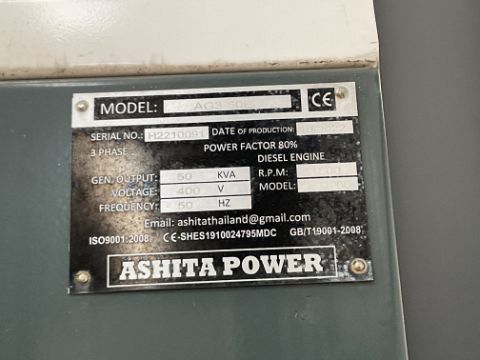 MODEL: CE
SERIAL NO.: H2210091 DATE OF PRODUCTION:
3 PHASE POWER FACTOR 80%
DIESEL ENGINE
GEN. OUTPUT: 50 KVA R.P.M:
VOLTAGE: 400 V MODEL:
FREQUENCY: 50 HZ
Email: ashitathailand@gmail.com
ISO9001:2008 CE-SHES1910024795MDC GB/T19001-2008
ASHITA POWER